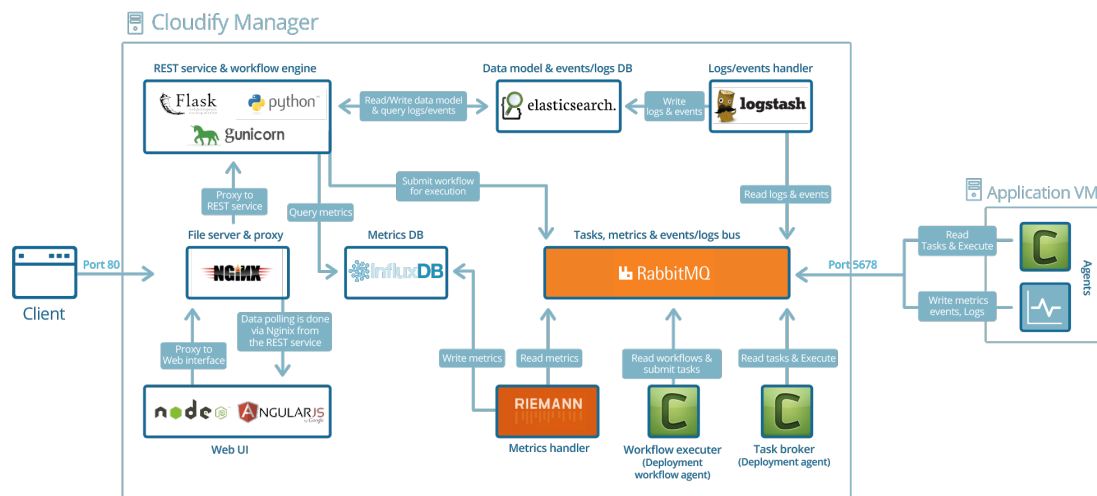 Cloudify Manager
REST service & workflow engine
Data model & events/logs DB
Logs/events handler
Flask
python
gunicorn
Read/Write data model
& query logs/events
elasticsearch.
Write
logs & events
logstash
Proxy to
REST service
Query metrics
Submit workflow
for execution
Read logs & events
Application VM
File server & proxy
Metrics DB
Tasks, metrics & events/logs bus
Client
Port 80
NGINX
influxDB
RabbitMQ
Port 5678
Read
Tasks & Execute
C
Write metrics
events, Logs
Agents
Proxy to
Web interface
Data polling is done
via Nginix from
the REST service
Write metrics
Read metrics
Read workflows &
submit tasks
Read tasks & Execute
node
JS
ANGULARJS
by Google
Web UI
RIEMANN
Metrics handler
C
Workflow executer
(Deployment
workflow agent)
C
Task broker
(Deployment agent)